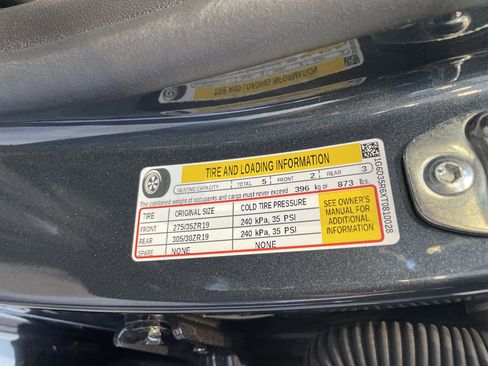 TIRE AND LOADING INFORMATION
SEATING CAPACITY TOTAL 5 FRONT 2 REAR 3
The combined weight of occupants and cargo must never exceed 396 kg or 873 lbs.
TIRE ORIGINAL SIZE COLD TIRE PRESSURE
FRONT 275/35ZR19 240 kPa, 35 PSI
REAR 305/30ZR19 240 kPa, 35 PSI
SPARE NONE NONE
SEE OWNER'S
MANUAL FOR
ADDITIONAL
INFORMATION
1G6D35R6XT0810028